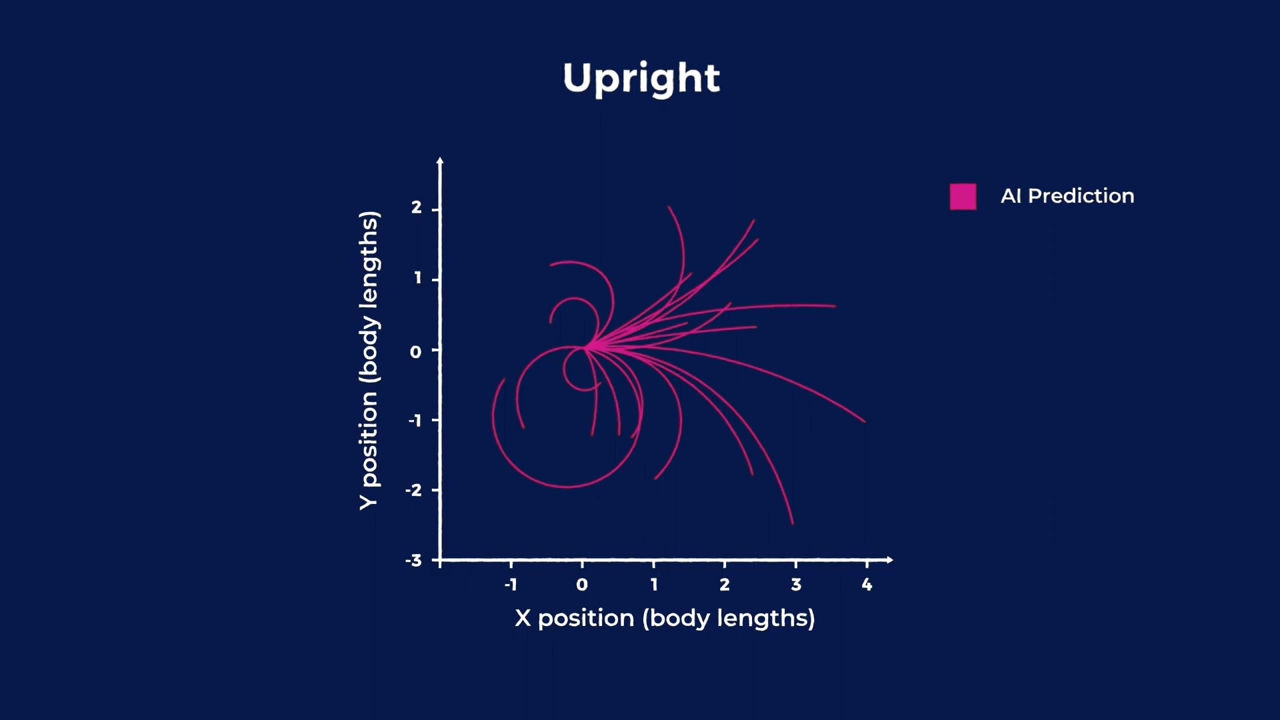 Upright
AI Prediction
Y position (body lengths)
2
1
0
-1
-2
-3
-1 0 1 2 3 4
X position (body lengths)